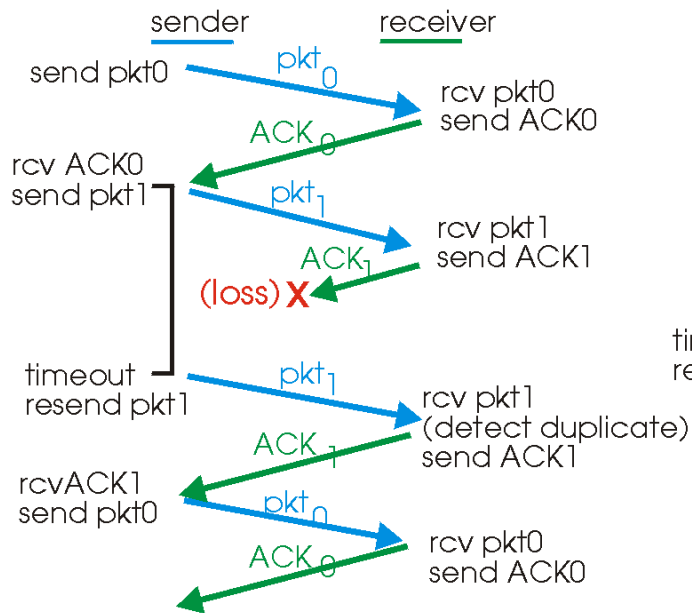 sender
receiver
send pkt0
pkt0
rcv pkt0
send ACK0
ACK0
rcv ACK0
send pkt1
pkt1
rcv pkt1
send ACK1
ACK1
(loss) X
timeout
resend pkt1
pkt1
rcv pkt1
(detect duplicate)
send ACK1
ACK1
rcvACK1
send pkt0
pkt0
rcv pkt0
send ACK0
ACK0